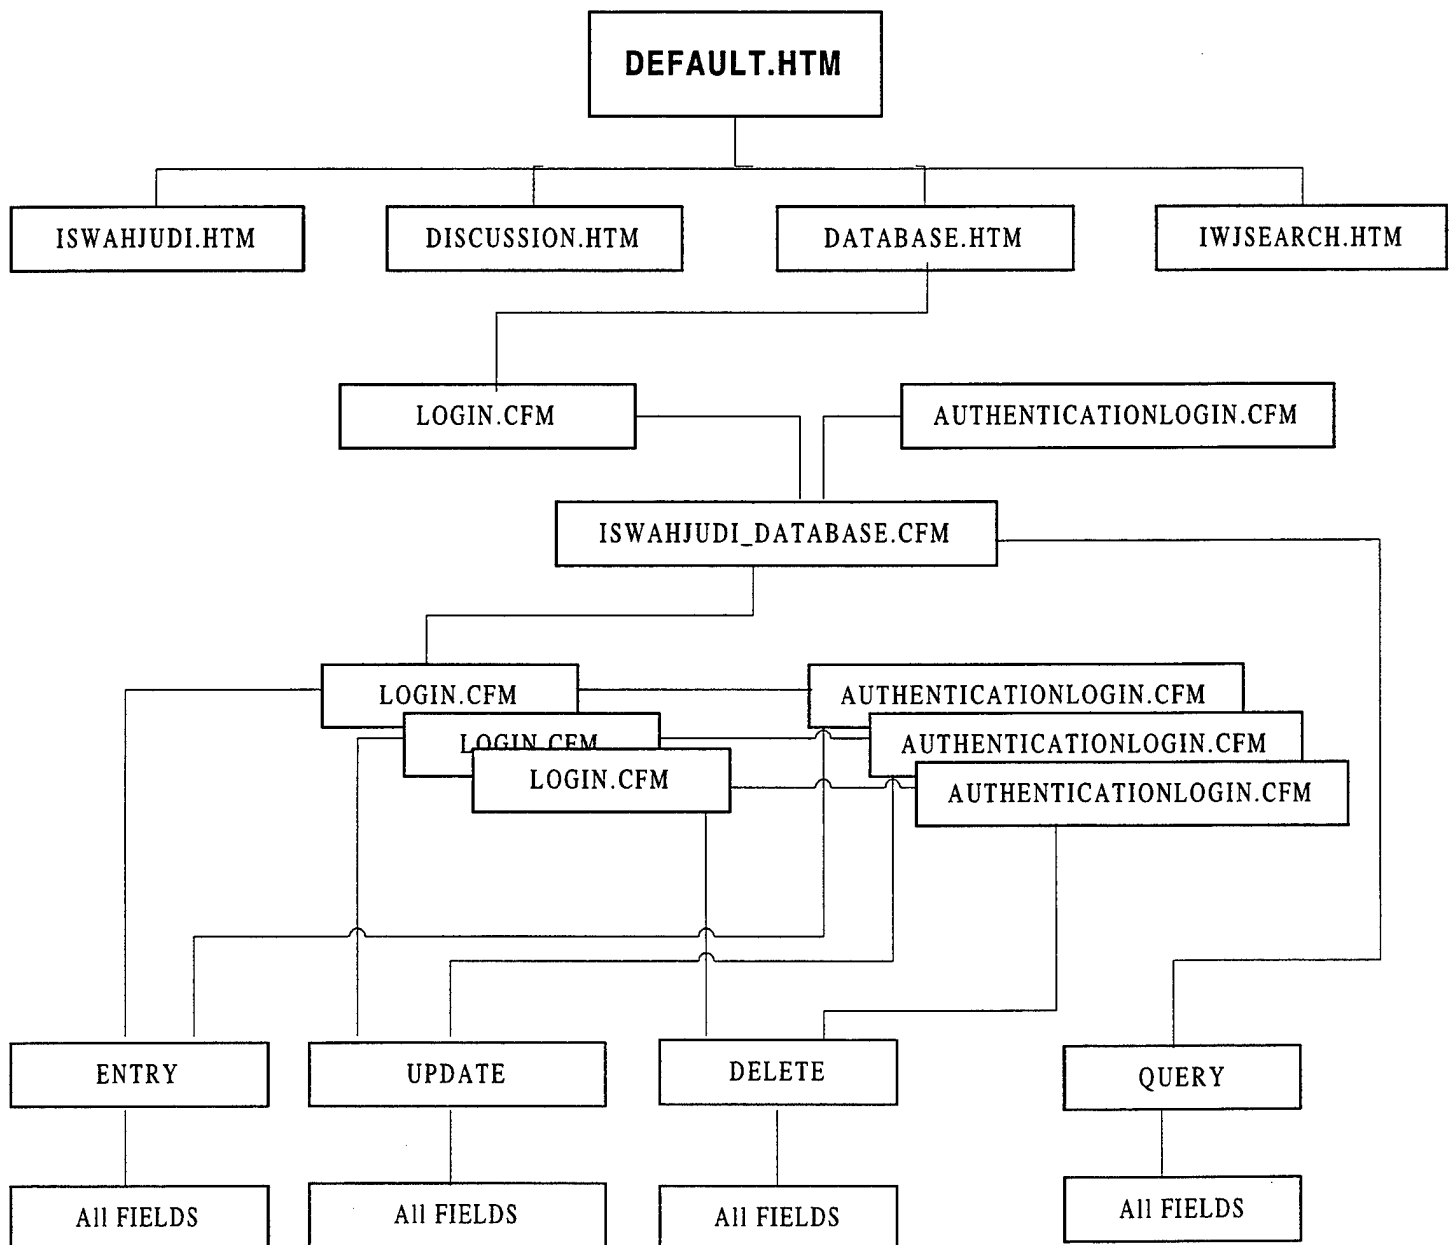 DEFAULT.HTM
ISWAHJUDI.HTM
DISCUSSION.HTM
DATABASE.HTM
IWJSEARCH.HTM
LOGIN.CFM
AUTHENTICATIONLOGIN.CFM
ISWAHJUDI_DATABASE.CFM
LOGIN.CFM
AUTHENTICATIONLOGIN.CFM
LOGIN.CFM
AUTHENTICATIONLOGIN.CFM
LOGIN.CFM
AUTHENTICATIONLOGIN.CFM
ENTRY
UPDATE
DELETE
QUERY
All FIELDS
All FIELDS
All FIELDS
All FIELDS